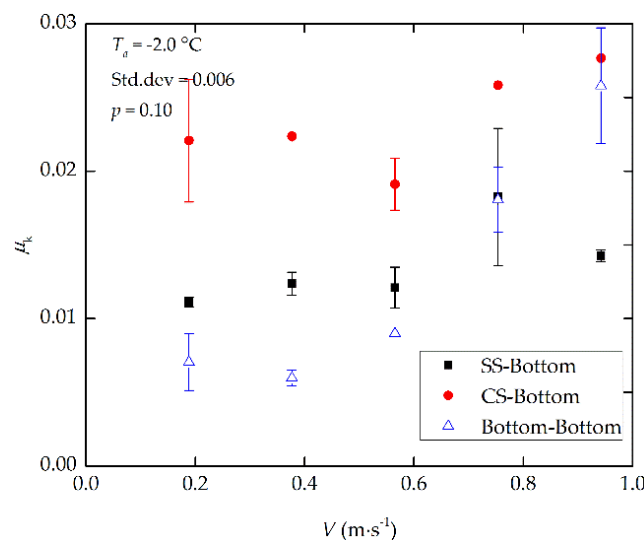 0.03
T_a = -2.0 °C
Std.dev = 0.006
p = 0.10
0.02
μ_k
0.01
SS-Bottom
CS-Bottom
Bottom-Bottom
0.00
0.0 0.2 0.4 0.6 0.8 1.0
V (m·s⁻¹)